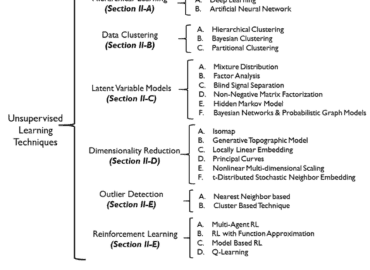 Hierarchical Learning
(Section II-A)
A. Deep Learning
B. Artificial Neural Network
Data Clustering
(Section II-B)
A. Hierarchical Clustering
B. Bayesian Clustering
C. Partitional Clustering
Latent Variable Models
(Section II-C)
A. Mixture Distribution
B. Factor Analysis
C. Blind Signal Separation
D. Non-Negative Matrix Factorization
E. Hidden Markov Model
F. Bayesian Networks & Probabilistic Graph Models
Unsupervised
Learning
Techniques
Dimensionality Reduction
(Section II-D)
A. Isomap
B. Generative Topographic Model
C. Locally Linear Embedding
D. Principal Curves
E. Nonlinear Multi-dimensional Scaling
F. t-Distributed Stochastic Neighbor Embedding
Outlier Detection
(Section II-E)
A. Nearest Neighbor based
B. Cluster Based Technique
Reinforcement Learning
(Section II-E)
A. Multi-Agent RL
B. RL with Function Approximation
C. Model Based RL
D. Q-Learning